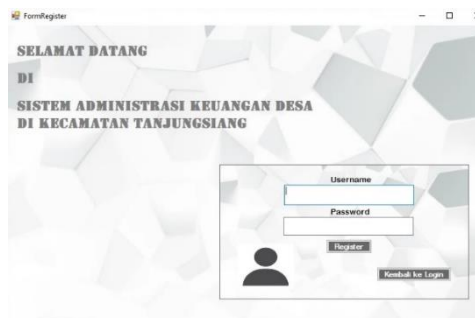 FormRegister
SELAMAT DATANG
DI
SISTEM ADMINISTRASI KEUANGAN DESA
DI KECAMATAN TANJUNGSIANG
Username
Password
Register
Kembali ke Login